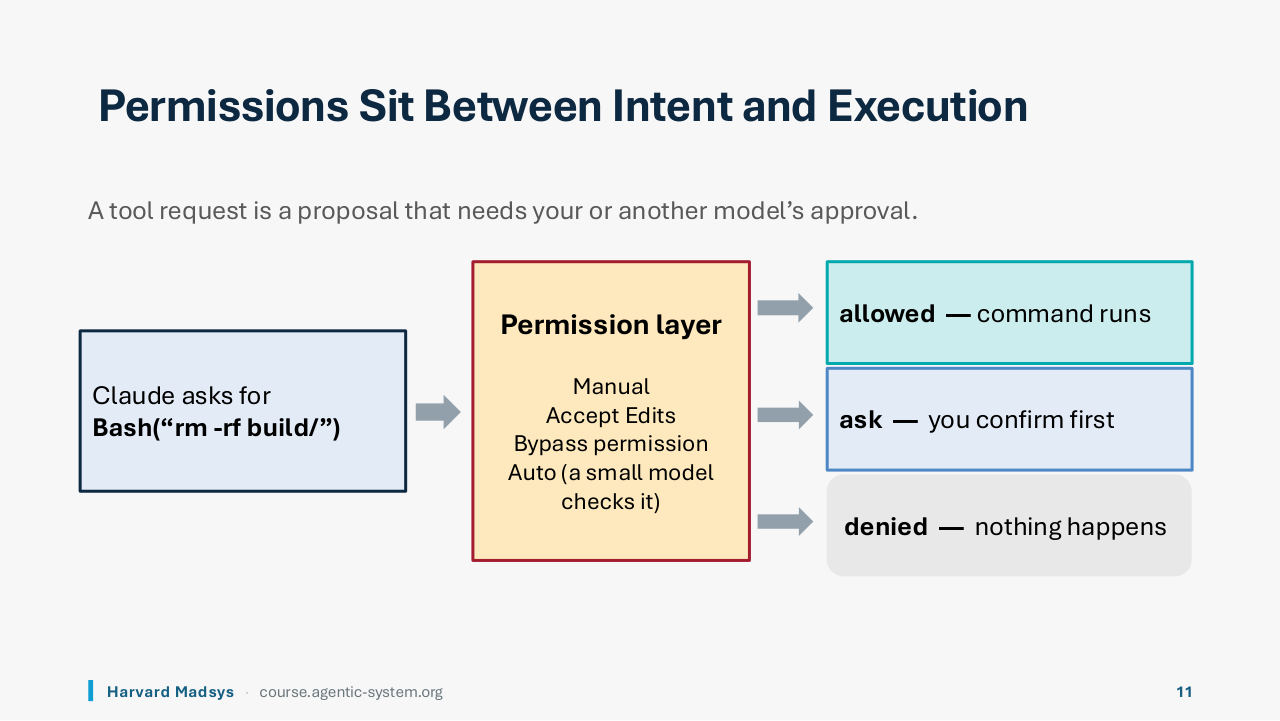 Permissions Sit Between Intent and Execution
A tool request is a proposal that needs your or another model’s approval.
Claude asks for
Bash(“rm -rf build/”)
Permission layer
Manual
Accept Edits
Bypass permission
Auto (a small model
checks it)
allowed — command runs
ask — you confirm first
denied — nothing happens
Harvard Madsys · course.agentic-system.org
11